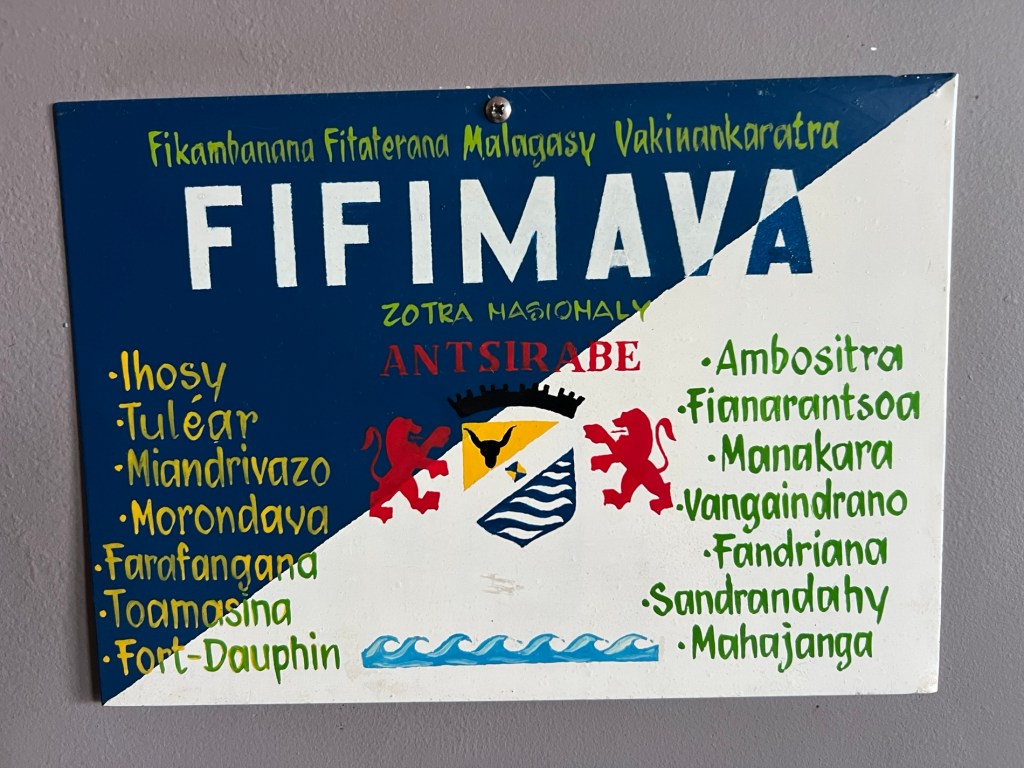 Fikambanana Fitaterana Malagasy Vakinankaratra
FIFIMAVA
ZOTRA NASIONALY
ANTSIRABE
·Ihosy
·Tuléar
·Miandrivazo
·Morondava
·Farafangana
·Toamasina
·Fort-Dauphin
·Ambositra
·Fianarantsoa
·Manakara
·Vangaindrano
·Fandriana
·Sandrandahy
·Mahajanga